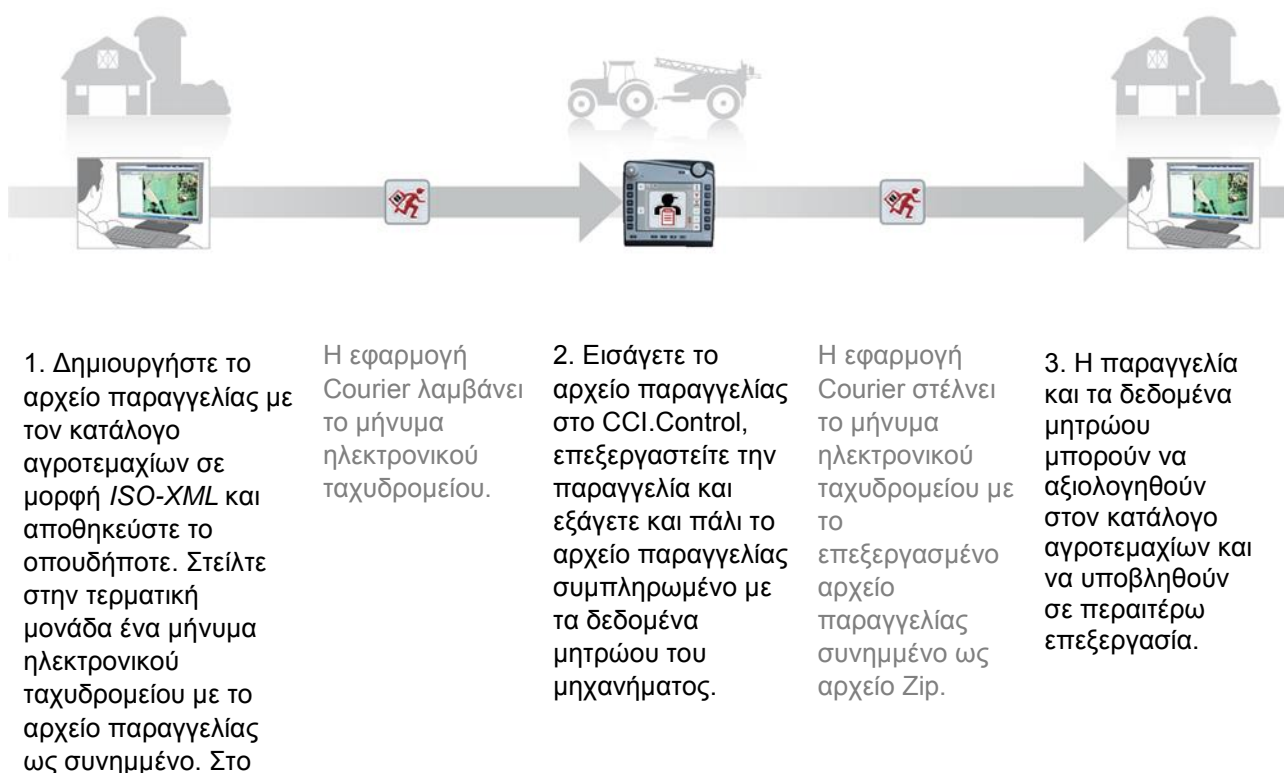 1. Δημιουργήστε το
αρχείο παραγγελίας με
τον κατάλογο
αγροτεμαχίων σε
μορφή ISO-XML και
αποθηκεύστε το
οπουδήποτε. Στείλτε
στην τερματική
μονάδα ένα μήνυμα
ηλεκτρονικού
ταχυδρομείου με το
αρχείο παραγγελίας
ως συνημμένο. Στο
Η εφαρμογή
Courier λαμβάνει
το μήνυμα
ηλεκτρονικού
ταχυδρομείου.
2. Εισάγετε το
αρχείο παραγγελίας
στο CCI.Control,
επεξεργαστείτε την
παραγγελία και
εξάγετε και πάλι το
αρχείο παραγγελίας
συμπληρωμένο με
τα δεδομένα
μητρώου του
μηχανήματος.
Η εφαρμογή
Courier στέλνει
το μήνυμα
ηλεκτρονικού
ταχυδρομείου με
το
επεξεργασμένο
αρχείο
παραγγελίας
συνημμένο ως
αρχείο Zip.
3. Η παραγγελία
και τα δεδομένα
μητρώου
μπορούν να
αξιολογηθούν
στον κατάλογο
αγροτεμαχίων και
να υποβληθούν
σε περαιτέρω
επεξεργασία.